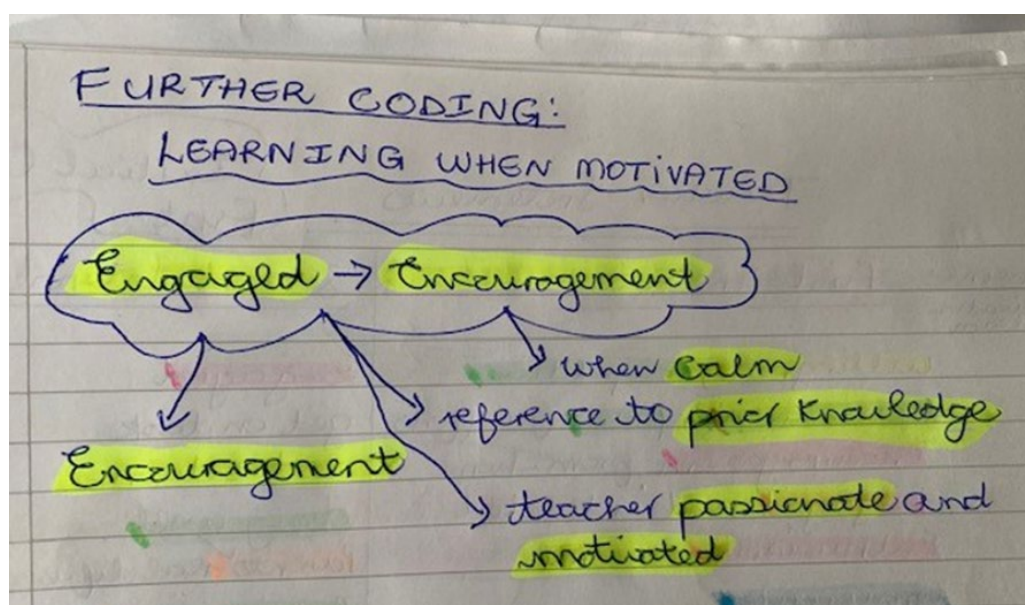 FURTHER CODING:
LEARNING WHEN MOTIVATED
Engaged → Encouragement
when calm
reference to prior knowledge
Encouragement
teacher passionate and
motivated